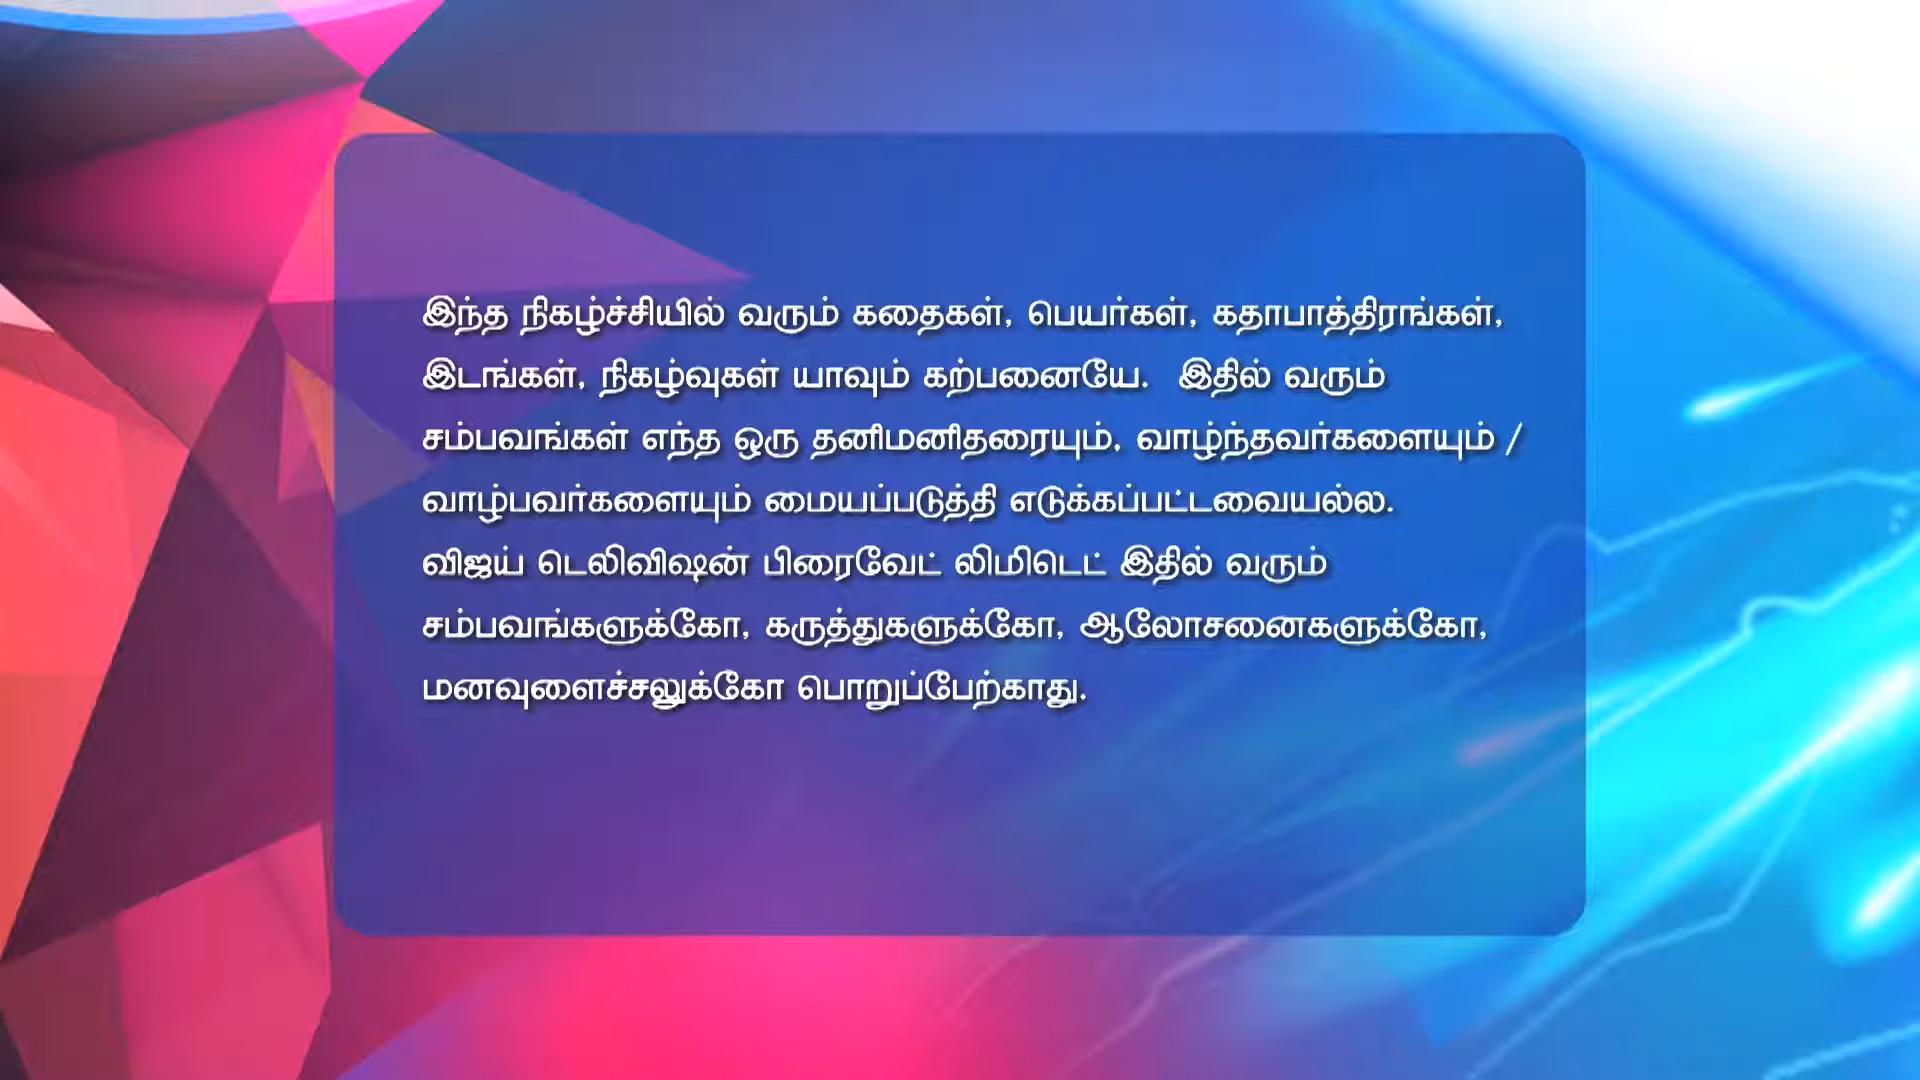 இந்த நிகழ்ச்சியில் வரும் கதைகள், பெயர்கள், கதாபாத்திரங்கள்,
இடங்கள், நிகழ்வுகள் யாவும் கற்பனையே. இதில் வரும்
சம்பவங்கள் எந்த ஒரு தனிமனிதரையும், வாழ்ந்தவர்களையும் /
வாழ்பவர்களையும் மையப்படுத்தி எடுக்கப்பட்டவையல்ல.
விஜய் டெலிவிஷன் பிரைவேட் லிமிடெட் இதில் வரும்
சம்பவங்களுக்கோ, கருத்துகளுக்கோ, ஆலோசனைகளுக்கோ,
மனவுளைச்சலுக்கோ பொறுப்பேற்காது.